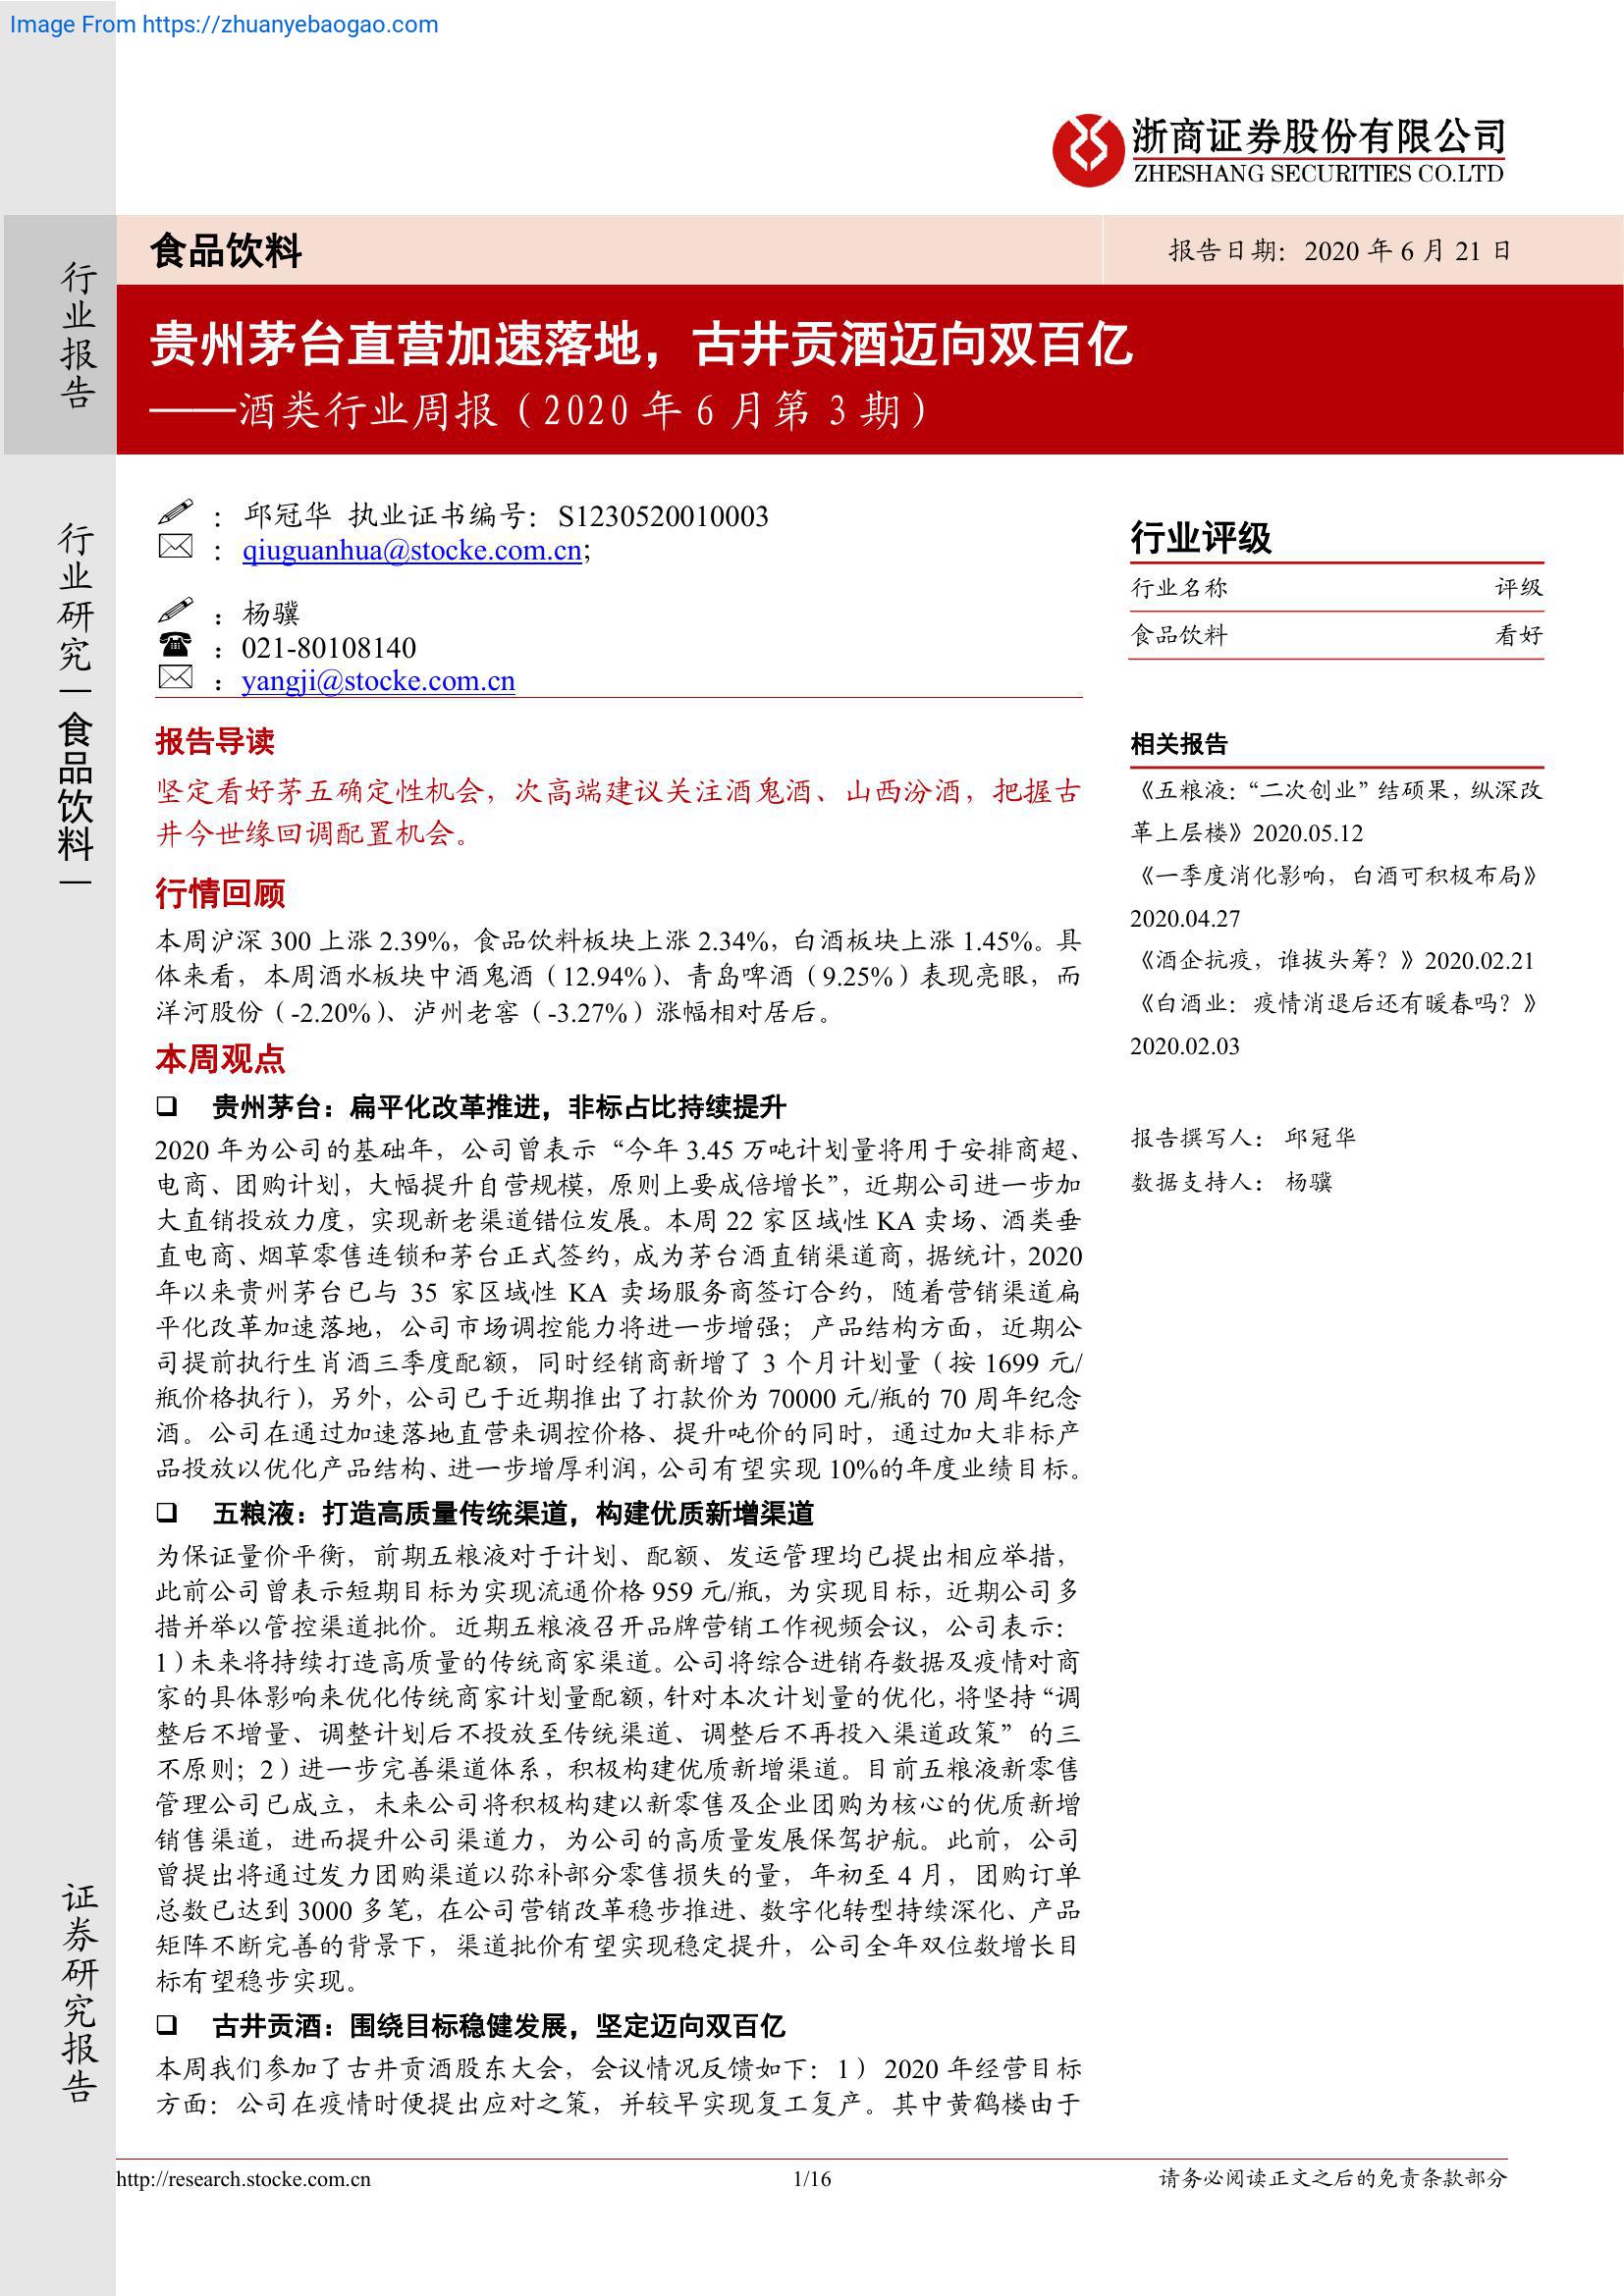 Image From https://zhuanyebaogao.com
浙商证券股份有限公司
ZHESHANG SECURITIES CO.LTD
行业报告
食品饮料
报告日期：2020 年 6 月 21 日
贵州茅台直营加速落地，古井贡酒迈向双百亿
——酒类行业周报（2020 年 6 月第 3 期）
行业研究｜食品饮料｜
：邱冠华 执业证书编号：S1230520010003
：qiuguanhua@stocke.com.cn;
：杨骥
：021-80108140
：yangji@stocke.com.cn
报告导读
坚定看好茅五确定性机会，次高端建议关注酒鬼酒、山西汾酒，把握古
井今世缘回调配置机会。
行情回顾
本周沪深 300 上涨 2.39%，食品饮料板块上涨 2.34%，白酒板块上涨 1.45%。具
体来看，本周酒水板块中酒鬼酒（12.94%）、青岛啤酒（9.25%）表现亮眼，而
洋河股份（-2.20%）、泸州老窖（-3.27%）涨幅相对居后。
本周观点
❑ 贵州茅台：扁平化改革推进，非标占比持续提升
2020 年为公司的基础年，公司曾表示“今年 3.45 万吨计划量将用于安排商超、
电商、团购计划，大幅提升自营规模，原则上要成倍增长”，近期公司进一步加
大直销投放力度，实现新老渠道错位发展。本周 22 家区域性 KA 卖场、酒类垂
直电商、烟草零售连锁和茅台正式签约，成为茅台酒直销渠道商，据统计，2020
年以来贵州茅台已与 35 家区域性 KA 卖场服务商签订合约，随着营销渠道扁
平化改革加速落地，公司市场调控能力将进一步增强；产品结构方面，近期公
司提前执行生肖酒三季度配额，同时经销商新增了 3 个月计划量（按 1699 元/
瓶价格执行），另外，公司已于近期推出了打款价为 70000 元/瓶的 70 周年纪念
酒。公司在通过加速落地直营来调控价格、提升吨价的同时，通过加大非标产
品投放以优化产品结构、进一步增厚利润，公司有望实现 10%的年度业绩目标。
❑ 五粮液：打造高质量传统渠道，构建优质新增渠道
为保证量价平衡，前期五粮液对于计划、配额、发运管理均已提出相应举措，
此前公司曾表示短期目标为实现流通价格 959 元/瓶，为实现目标，近期公司多
措并举以管控渠道批价。近期五粮液召开品牌营销工作视频会议，公司表示：
1）未来将持续打造高质量的传统商家渠道。公司将综合进销存数据及疫情对商
家的具体影响来优化传统商家计划量配额，针对本次计划量的优化，将坚持“调
整后不增量、调整计划后不投放至传统渠道、调整后不再投入渠道政策”的三
不原则；2）进一步完善渠道体系，积极构建优质新增渠道。目前五粮液新零售
管理公司已成立，未来公司将积极构建以新零售及企业团购为核心的优质新增
销售渠道，进而提升公司渠道力，为公司的高质量发展保驾护航。此前，公司
曾提出将通过发力团购渠道以弥补部分零售损失的量，年初至 4 月，团购订单
总数已达到 3000 多笔，在公司营销改革稳步推进、数字化转型持续深化、产品
矩阵不断完善的背景下，渠道批价有望实现稳定提升，公司全年双位数增长目
标有望稳步实现。
❑ 古井贡酒：围绕目标稳健发展，坚定迈向双百亿
本周我们参加了古井贡酒股东大会，会议情况反馈如下：1） 2020 年经营目标
方面：公司在疫情时便提出应对之策，并较早实现复工复产。其中黄鹤楼由于
行业评级
行业名称 评级
食品饮料 看好
相关报告
《五粮液：“二次创业”结硕果，纵深改
革上层楼》2020.05.12
《一季度消化影响，白酒可积极布局》
2020.04.27
《酒企抗疫，谁拔头筹？》2020.02.21
《白酒业：疫情消退后还有暖春吗？》
2020.02.03
报告撰写人： 邱冠华
数据支持人： 杨骥
证券研究报告
http://research.stocke.com.cn
1/16
请务必阅读正文之后的免责条款部分